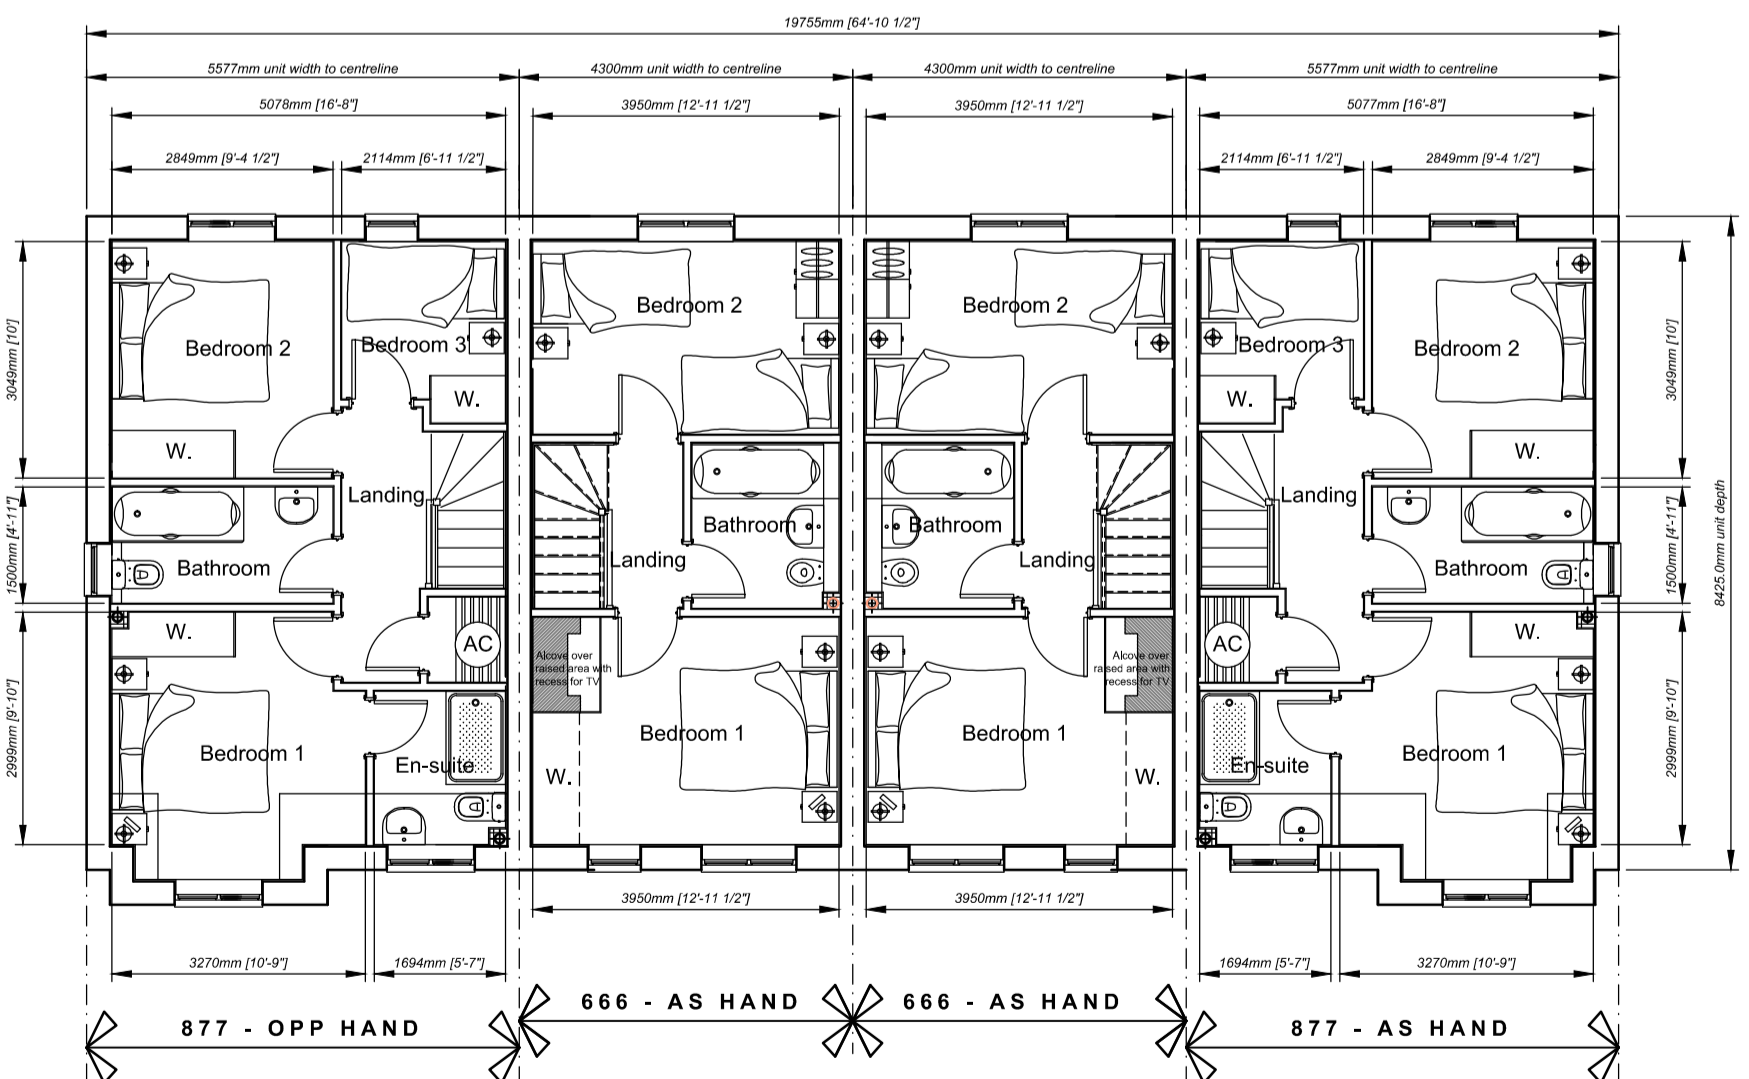 19755mm [64'-10 1/2"]
5577mm unit width to centreline
4300mm unit width to centreline
4300mm unit width to centreline
5577mm unit width to centreline
5078mm [16'-8"]
3950mm [12'-11 1/2"]
3950mm [12'-11 1/2"]
5077mm [16'-8"]
2849mm [9'-4 1/2"]
2114mm [6'-11 1/2"]
2114mm [6'-11 1/2"]
2849mm [9'-4 1/2"]
3049mm [10']
1500mm [4'-11"]
2999mm [9'-10"]
Bedroom 2
Bedroom 3
W.
W.
Landing
Bathroom
W.
AC
Bedroom 1
En-suite
Bedroom 2
Bathroom
Landing
Alcove over
raised area with
recess for TV
Bedroom 1
W.
Bedroom 2
Bathroom
Landing
Alcove over
raised area with
recess for TV
Bedroom 1
W.
Bedroom 3
Bedroom 2
W.
W.
Landing
Bathroom
W.
AC
En-suite
Bedroom 1
3049mm [10']
1500mm [4'-11"]
2999mm [9'-10"]
8425.0mm unit depth
3950mm [12'-11 1/2"]
3950mm [12'-11 1/2"]
3270mm [10'-9"]
1694mm [5'-7"]
1694mm [5'-7"]
3270mm [10'-9"]
877 - OPP HAND
666 - AS HAND
666 - AS HAND
877 - AS HAND